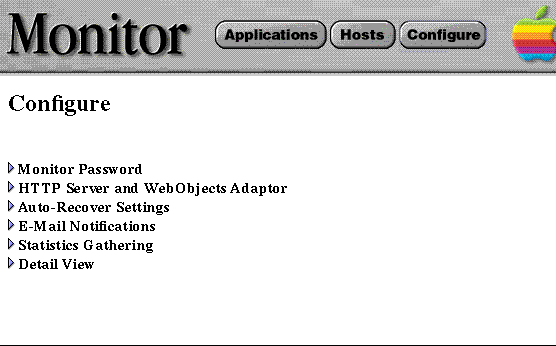 Monitor Applications Hosts Configure
Configure
Monitor Password
HTTP Server and WebObjects Adaptor
Auto-Recover Settings
E-Mail Notifications
Statistics Gathering
Detail View